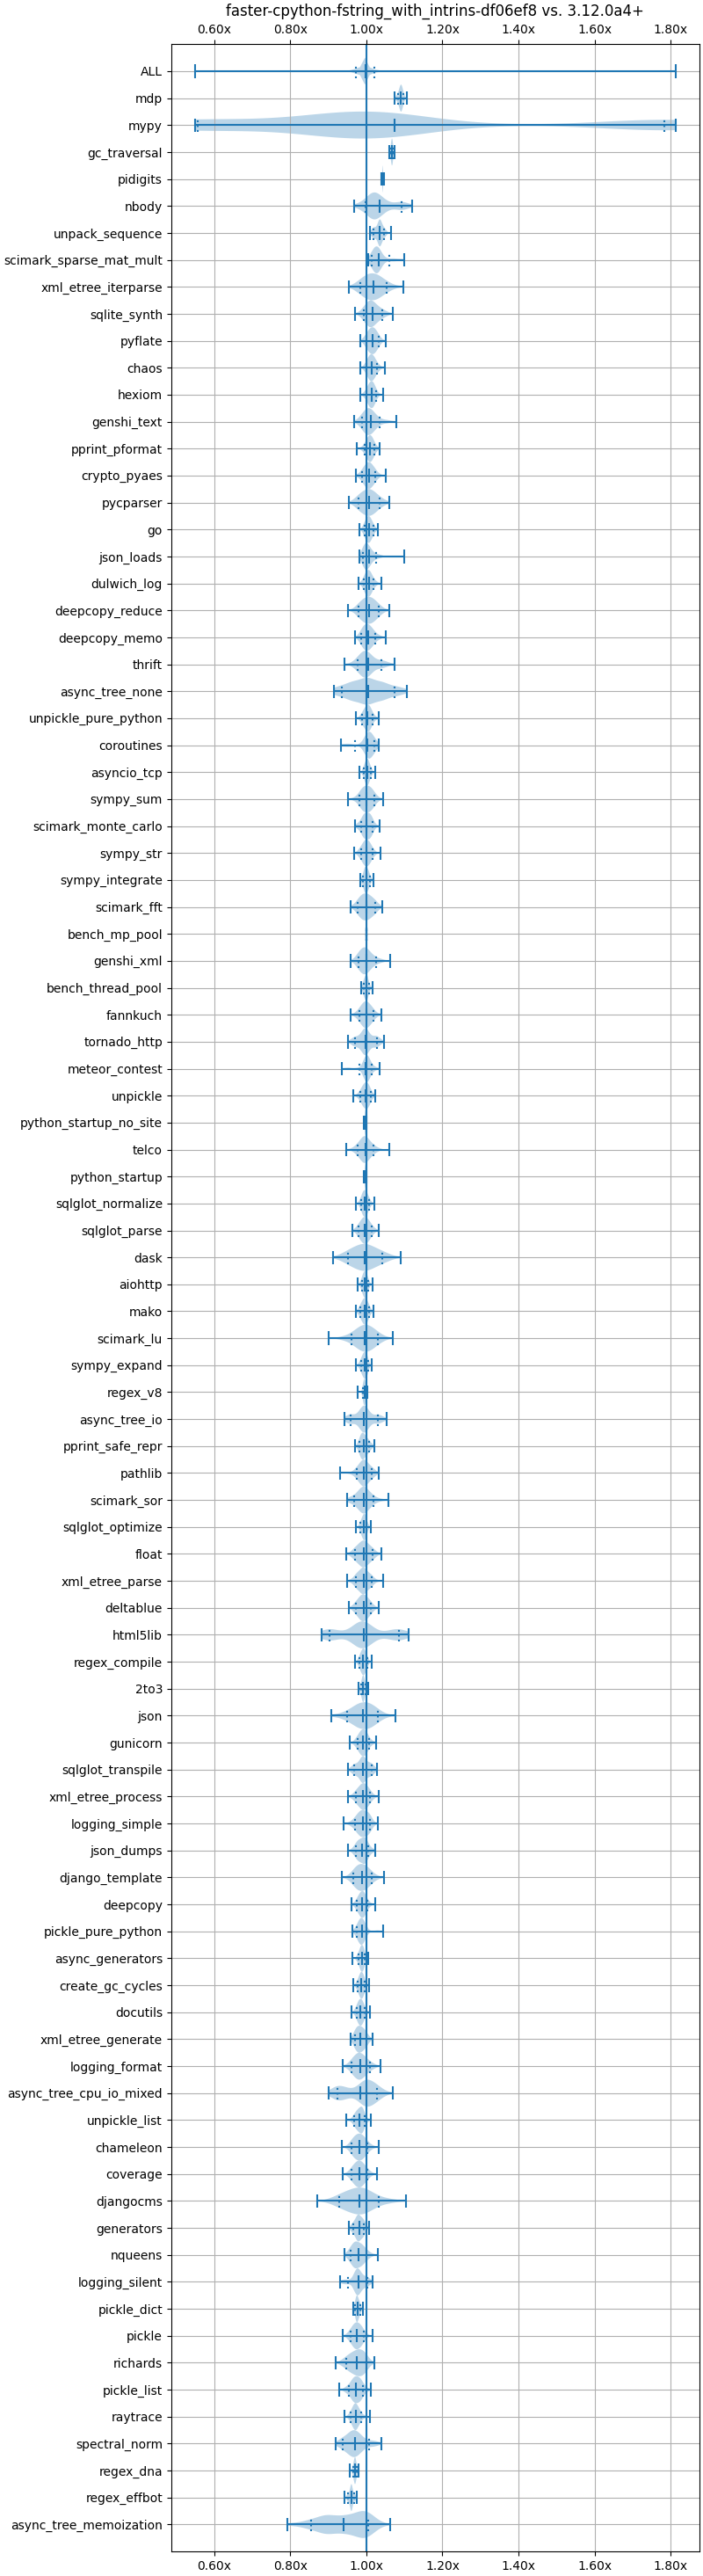 faster-cpython-fstring_with_intrins-df06ef8 vs. 3.12.0a4+
0.60x 0.80x 1.00x 1.20x 1.40x 1.60x 1.80x
ALL
mdp
mypy
gc_traversal
pidigits
nbody
unpack_sequence
scimark_sparse_mat_mult
xml_etree_iterparse
sqlite_synth
pyflate
chaos
hexiom
genshi_text
pprint_pformat
crypto_pyaes
pycparser
go
json_loads
dulwich_log
deepcopy_reduce
deepcopy_memo
thrift
async_tree_none
unpickle_pure_python
coroutines
asyncio_tcp
sympy_sum
scimark_monte_carlo
sympy_str
sympy_integrate
scimark_fft
bench_mp_pool
genshi_xml
bench_thread_pool
fannkuch
tornado_http
meteor_contest
unpickle
python_startup_no_site
telco
python_startup
sqlglot_normalize
sqlglot_parse
dask
aiohttp
mako
scimark_lu
sympy_expand
regex_v8
async_tree_io
pprint_safe_repr
pathlib
scimark_sor
sqlglot_optimize
float
xml_etree_parse
deltablue
html5lib
regex_compile
2to3
json
gunicorn
sqlglot_transpile
xml_etree_process
logging_simple
json_dumps
django_template
deepcopy
pickle_pure_python
async_generators
create_gc_cycles
docutils
xml_etree_generate
logging_format
async_tree_cpu_io_mixed
unpickle_list
chameleon
coverage
djangocms
generators
nqueens
logging_silent
pickle_dict
pickle
richards
pickle_list
raytrace
spectral_norm
regex_dna
regex_effbot
async_tree_memoization
0.60x 0.80x 1.00x 1.20x 1.40x 1.60x 1.80x